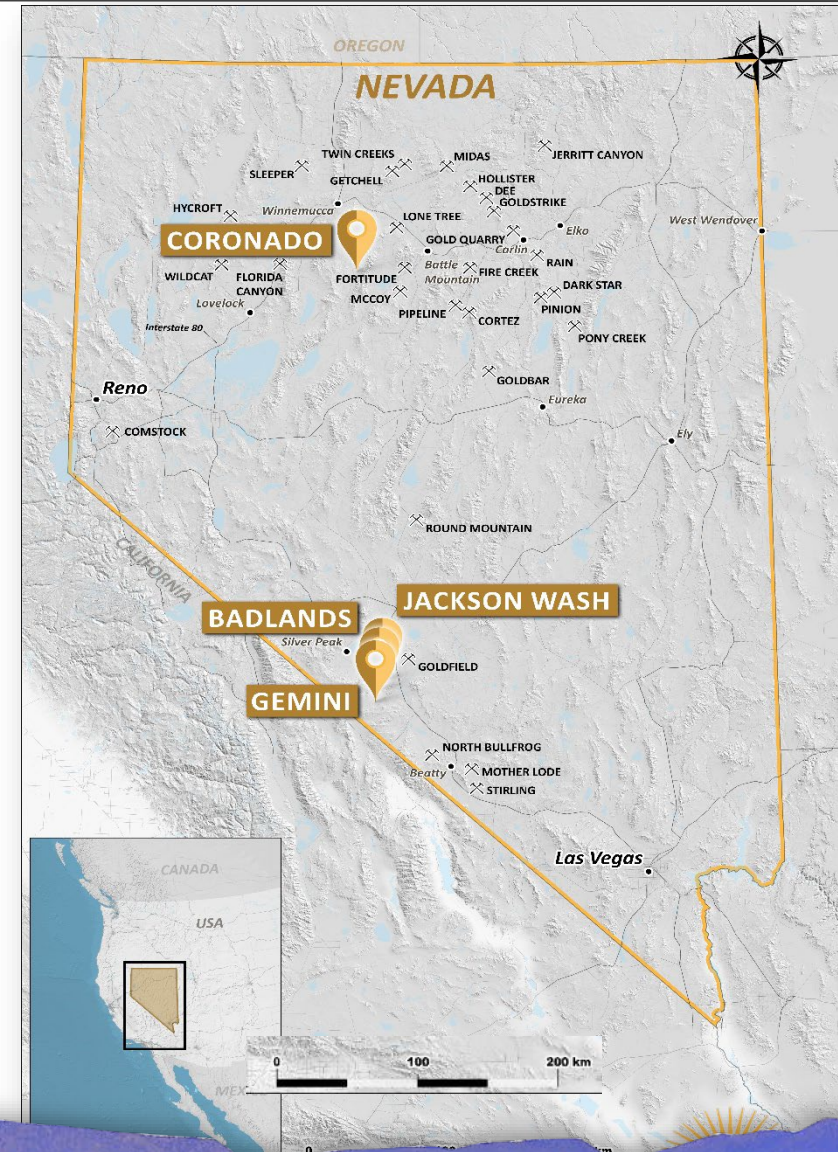 OREGON
NEVADA
TWIN CREEKS
MIDAS
JERRITT CANYON
SLEEPER
GETCHELL
HOLLISTER
DEE
GOLDSTRIKE
HYCROFT
Winnemucca
LONE TREE
West Wendover
CORONADO
GOLD QUARRY
Elko
Carlin
WILDCAT
FLORIDA
CANYON
FORTITUDE
Battle
Mountain
FIRE CREEK
RAIN
MCCOY
DARK STAR
Lovelock
PIPELINE
CORTEZ
PINION
Interstate 80
PONY CREEK
GOLDBAR
Reno
Eureka
COMSTOCK
Ely
ROUND MOUNTAIN
CALIFORNIA
JACKSON WASH
BADLANDS
Silver Peak
GOLDFIELD
GEMINI
NORTH BULLFROG
Beatty
MOTHER LODE
STIRLING
Las Vegas
CANADA
USA
0 100 200 km
MEX
0 km